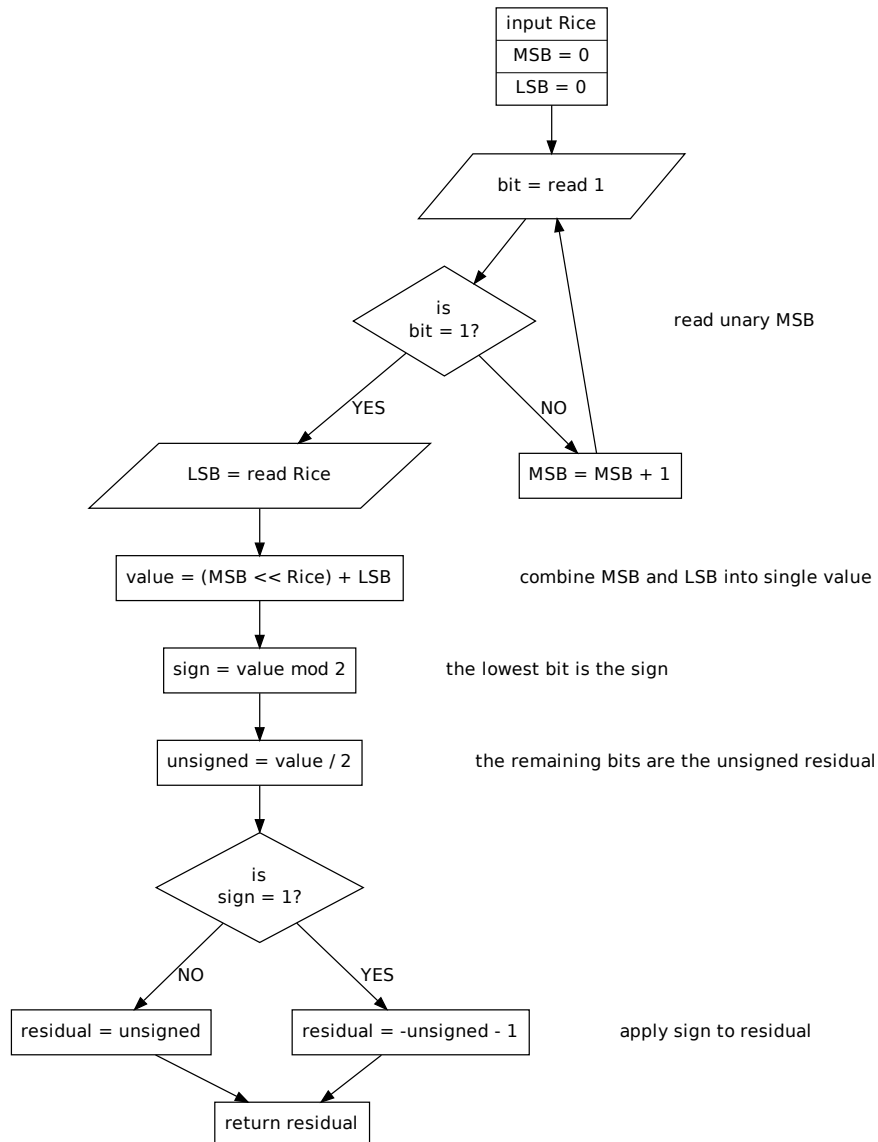 input Rice
MSB = 0
LSB = 0
bit = read 1
is
bit = 1?
read unary MSB
YES
NO
LSB = read Rice
MSB = MSB + 1
value = (MSB << Rice) + LSB
combine MSB and LSB into single value
sign = value mod 2
the lowest bit is the sign
unsigned = value / 2
the remaining bits are the unsigned residual
is
sign = 1?
NO
YES
residual = unsigned
residual = -unsigned - 1
apply sign to residual
return residual